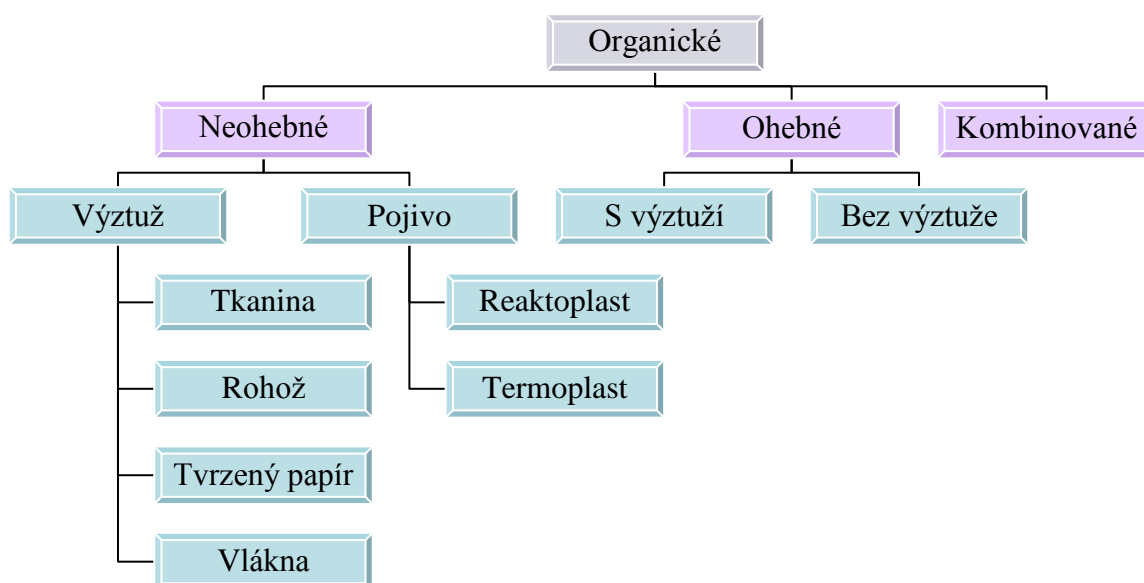 Organické
Neohebné
Ohebné
Kombinované
Výztuž
Pojivo
S výztuží
Bez výztuže
Tkanina
Reaktoplast
Rohož
Termoplast
Tvrzený papír
Vlákna